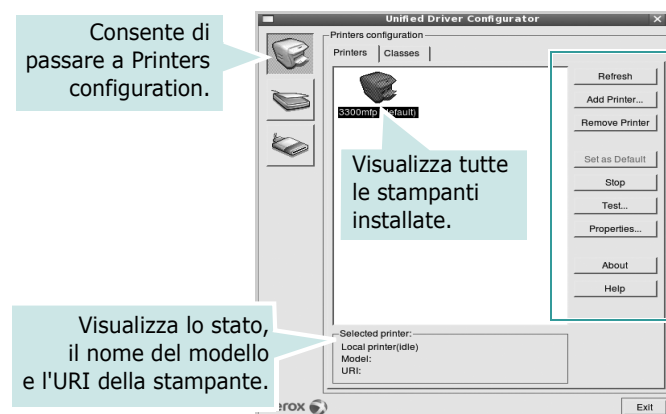 Unified Driver Configurator
Consente di
passare a Printers
configuration.
Printers configuration
Printers
Classes
3300mfp
Visualizza tutte
le stampanti
installate.
Refresh
Add Printer...
Remove Printer
Set as Default
Stop
Test...
Properties...
About
Help
Visualizza lo stato,
il nome del modello
e l'URI della stampante.
Selected printer:
Local printer(idle)
Model:
URI:
Exit